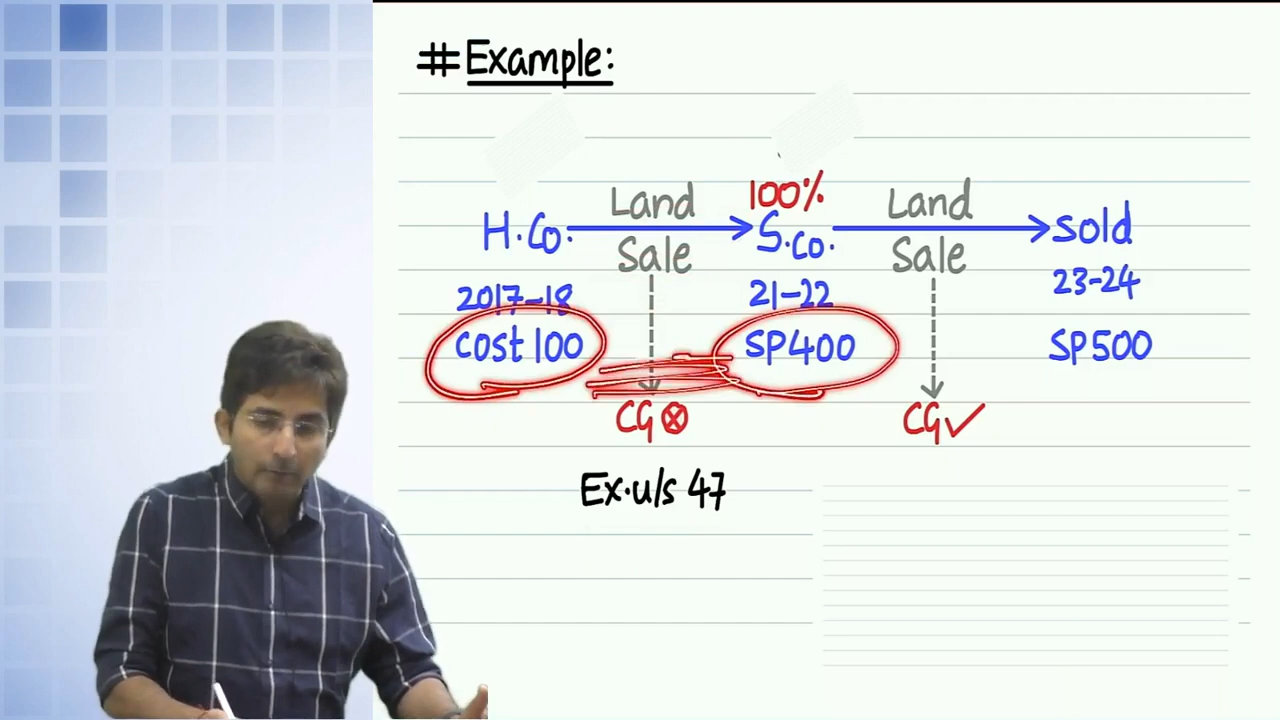 # Example:
100%
Land Land
H.Co. S.Co. Sold
Sale Sale
2017-18 21-22 23-24
Cost 100 SP400 SP500
CG ⊗ CG✓
Ex.u/s 47